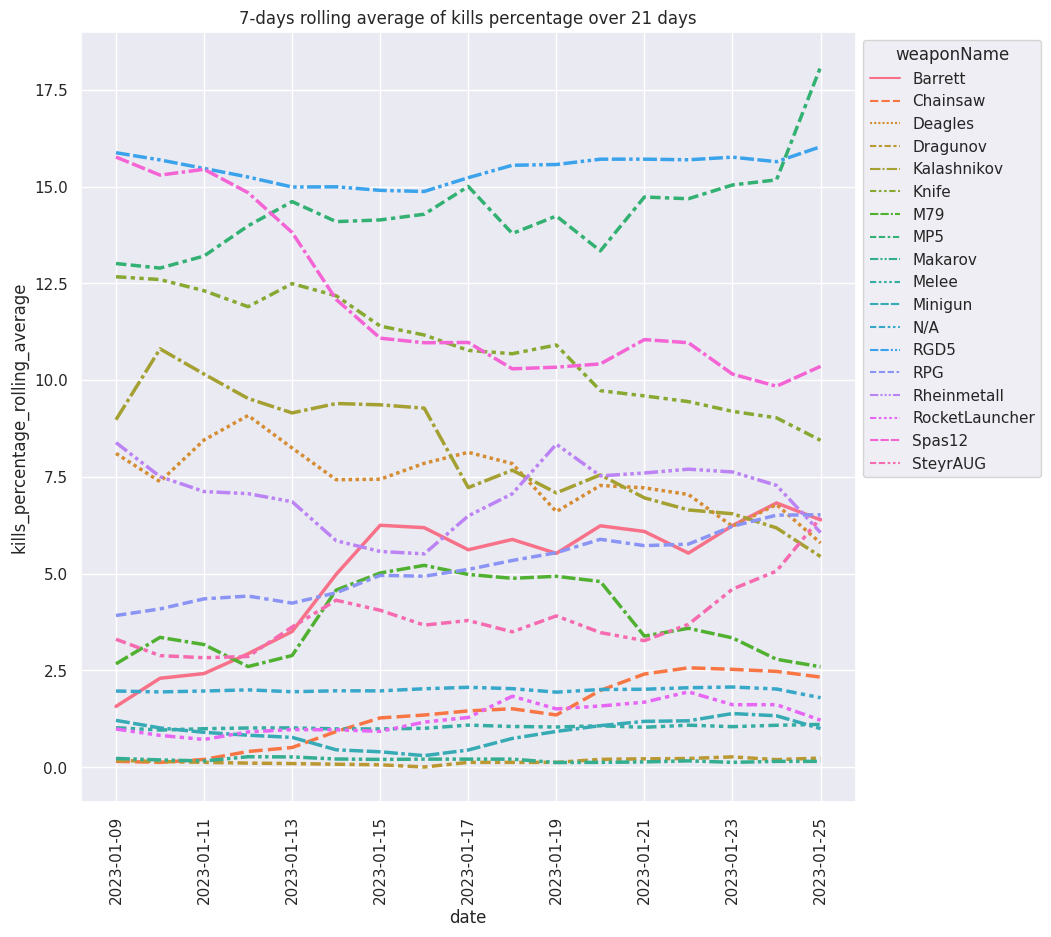 7-days rolling average of kills percentage over 21 days
kills_percentage_rolling_average
17.5
15.0
12.5
10.0
7.5
5.0
2.5
0.0
2023-01-09
2023-01-11
2023-01-13
2023-01-15
2023-01-17
2023-01-19
2023-01-21
2023-01-23
2023-01-25
date
weaponName
Barrett
Chainsaw
Deagles
Dragunov
Kalashnikov
Knife
M79
MP5
Makarov
Melee
Minigun
N/A
RGD5
RPG
Rheinmetall
RocketLauncher
Spas12
SteyrAUG